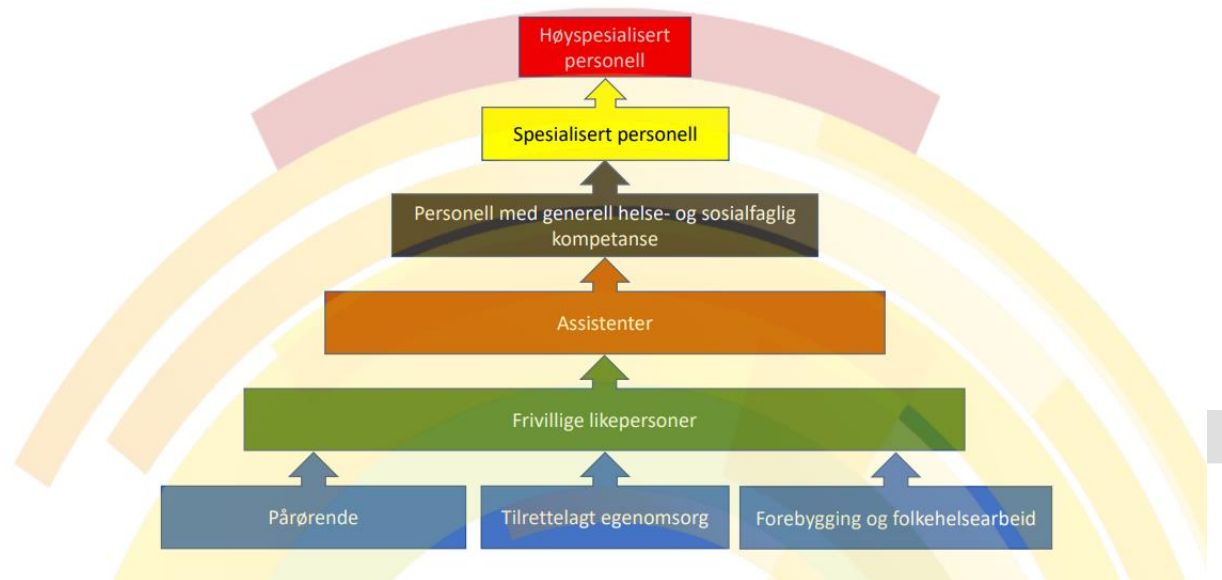 Høyspesialisert
personell
Spesialisert personell
Personell med generell helse- og sosialfaglig
kompetanse
Assistenter
Frivillige likepersoner
Pårørende
Tilrettelagt egenomsorg
Forebygging og folkehelsearbeid